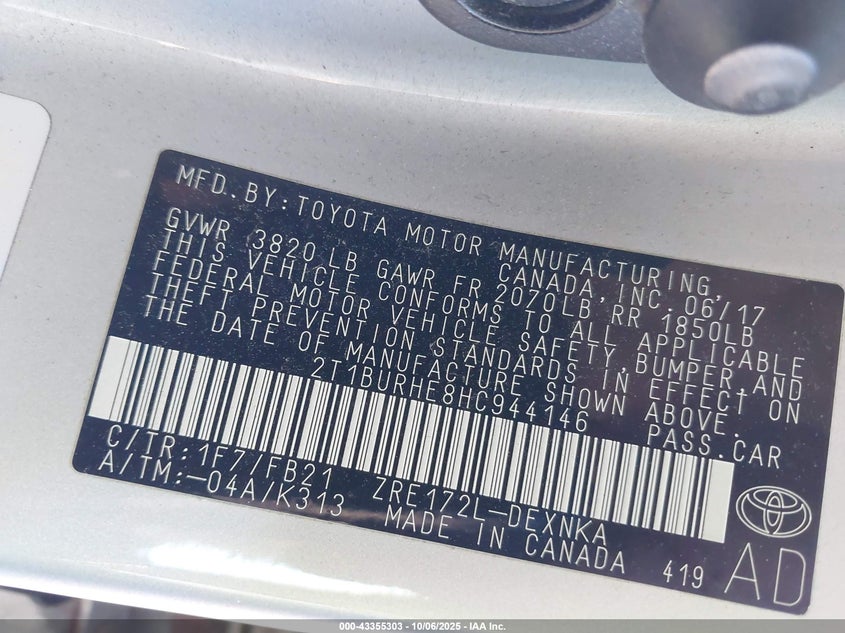 MFD. BY: TOYOTA MOTOR MANUFACTURING,
CANADA, INC. 06/17
GVWR 3820 LB GAWR FR 2070LB RR 1850LB
THIS VEHICLE CONFORMS TO ALL APPLICABLE
FEDERAL MOTOR VEHICLE SAFETY, BUMPER, AND
THEFT PREVENTION STANDARDS IN EFFECT ON
THE DATE OF MANUFACTURE SHOWN ABOVE.
2T1BURHE8HC944146 PASS. CAR
C/TR: 1F7/FB21 ZRE172L-DEXNKA
A/TM: -04A/K313 MADE IN CANADA 419 AD
000-43355303 - 10/06/2025 - IAA Inc.